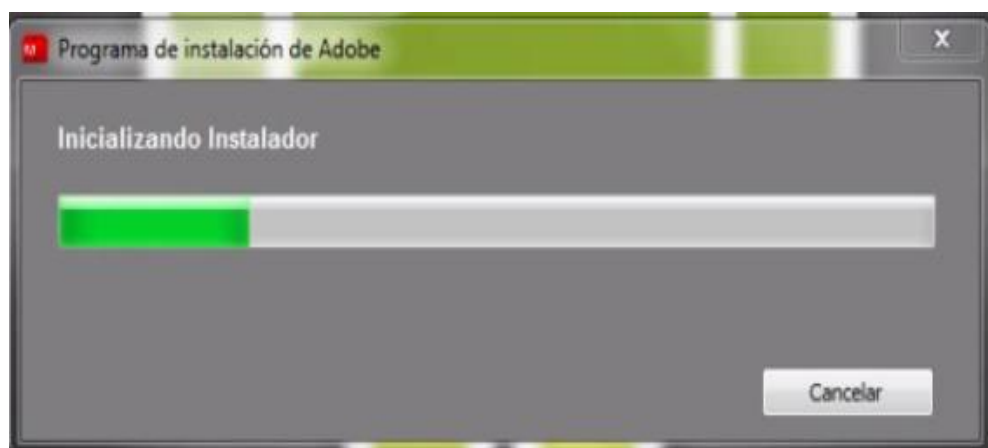 Programa de instalación de Adobe
X
Inicializando Instalador
Cancelar